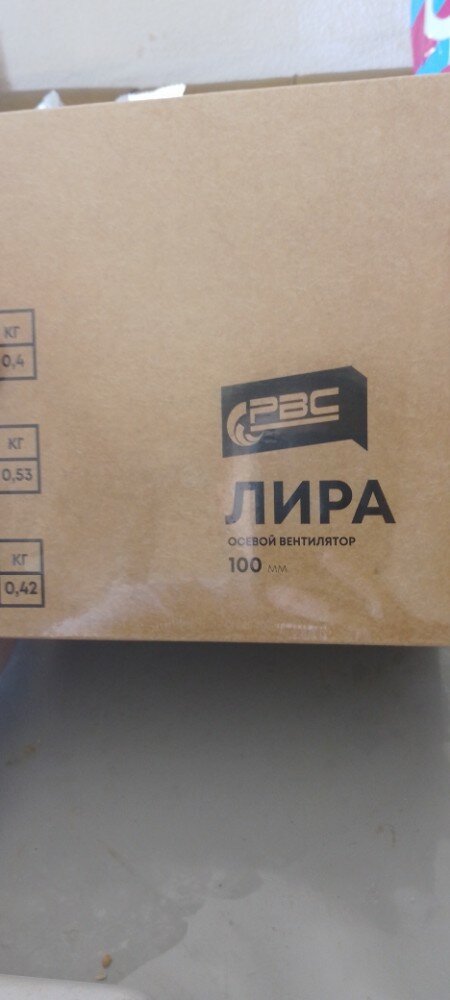 КГ
0,4
КГ
0,53
КГ
0,42
РВС
ЛИРА
ОСЕВОЙ ВЕНТИЛЯТОР
100 мм